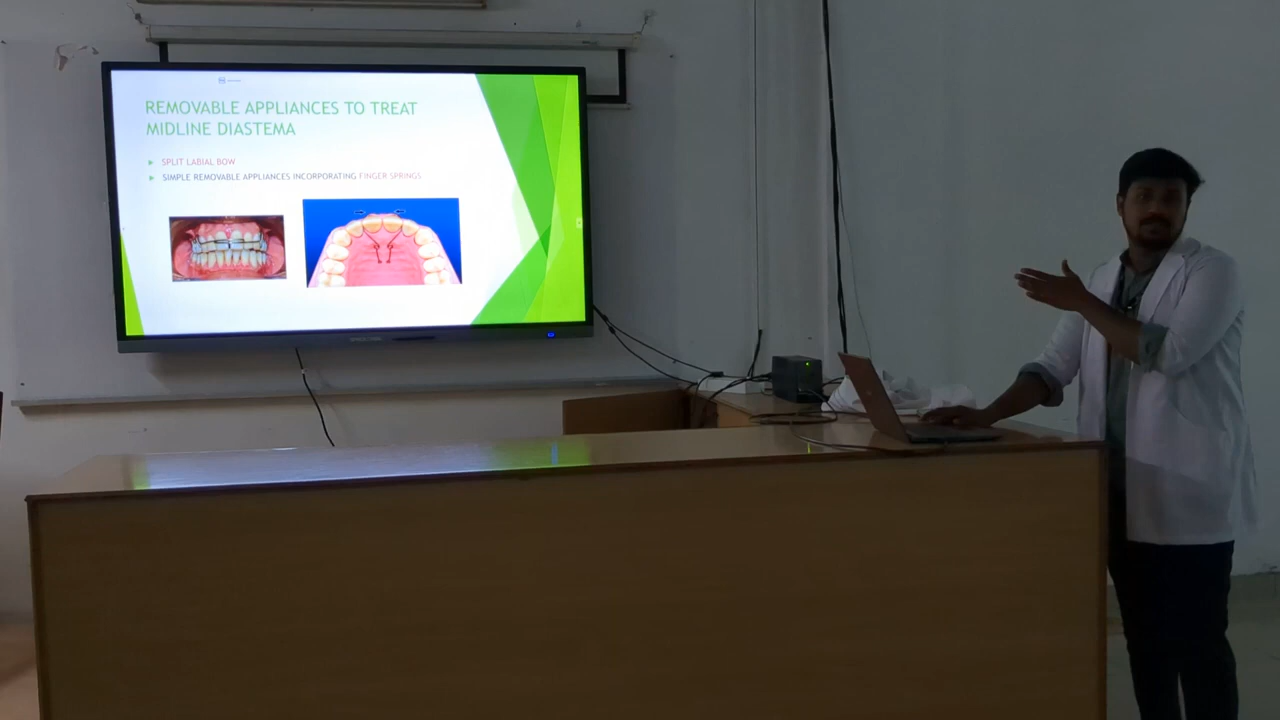 REMOVABLE APPLIANCES TO TREAT
MIDLINE DIASTEMA
SPLIT LABIAL BOW
SIMPLE REMOVABLE APPLIANCES INCORPORATING FINGER SPRINGS